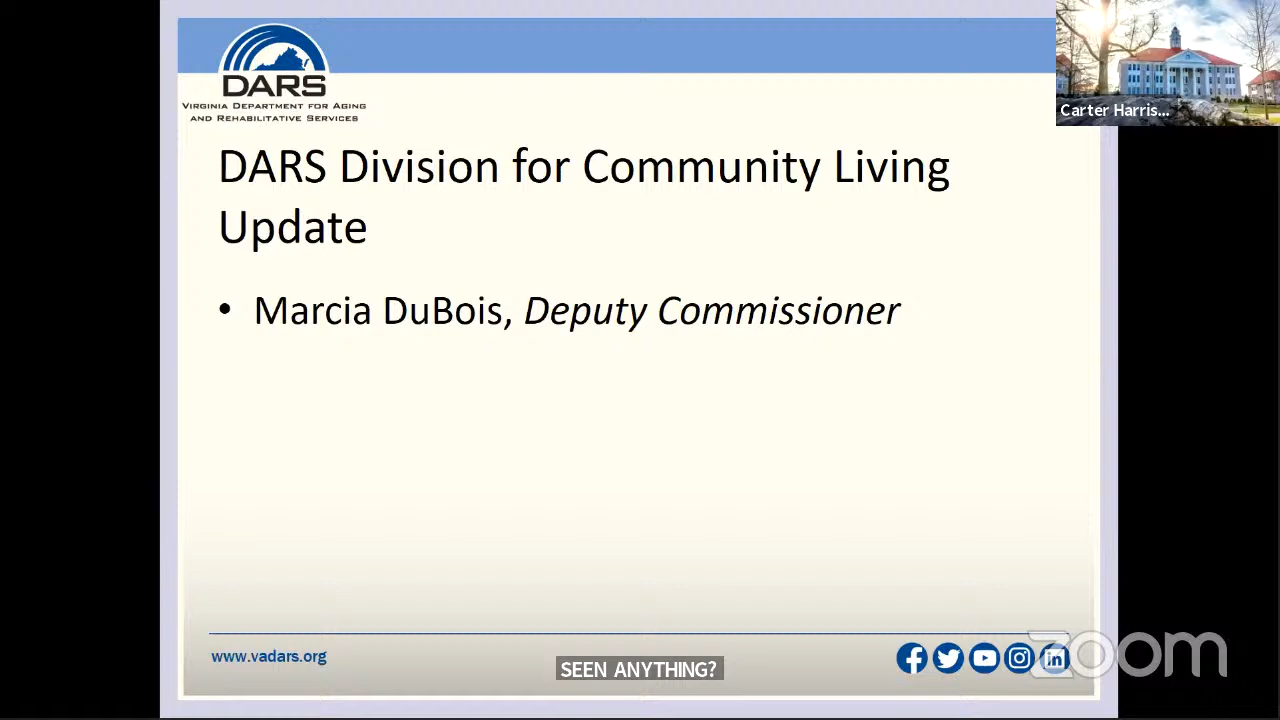 DARS
VIRGINIA DEPARTMENT FOR AGING
AND REHABILITATIVE SERVICES
Carter Harris...
DARS Division for Community Living
Update
• Marcia DuBois, Deputy Commissioner
www.vadars.org
SEEN ANYTHING?
zoom